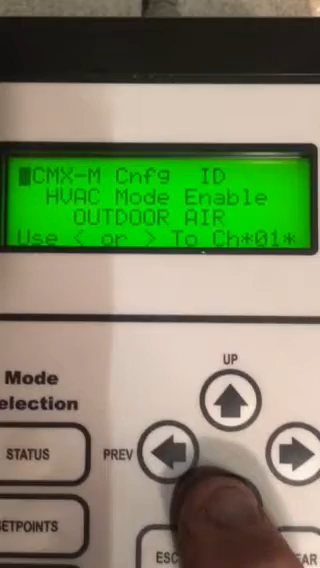 CMX-M Cnfg ID
HVAC Mode Enable
OUTDOOR AIR
Use < or > To Ch*01*
UP
Mode
election
STATUS
PREV
ETPOINTS
ESC
EAR